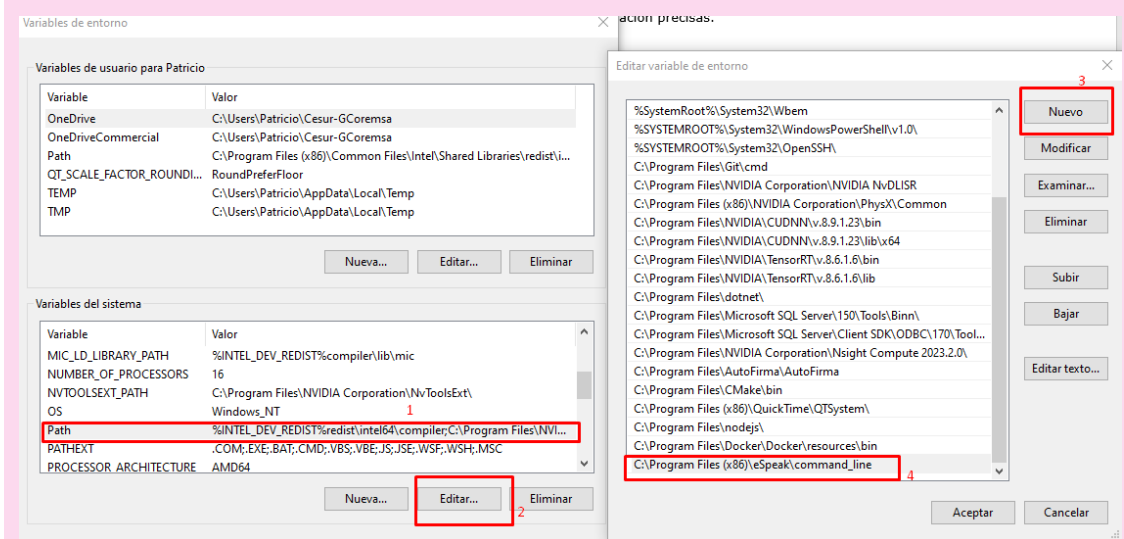 Variables de entorno
Variables de usuario para Patricio
Variable Valor
OneDrive C:\Users\Patricio\Cesur-GCoremsa
OneDriveCommercial C:\Users\Patricio\Cesur-GCoremsa
Path C:\Program Files (x86)\Common Files\Intel\Shared Libraries\redist\i...
QT_SCALE_FACTOR_ROUNDI... RoundPreferFloor
TEMP C:\Users\Patricio\AppData\Local\Temp
TMP C:\Users\Patricio\AppData\Local\Temp
Nueva... Editar... Eliminar
Variables del sistema
Variable Valor
MIC_LD_LIBRARY_PATH %INTEL_DEV_REDIST%compiler\lib\mic
NUMBER_OF_PROCESSORS 16
NVTOOLSEXT_PATH C:\Program Files\NVIDIA Corporation\NvToolsExt\
OS Windows_NT
1
Path %INTEL_DEV_REDIST%redist\intel64\compiler;C:\Program Files\NVI...
PATHEXT .COM;.EXE;.BAT;.CMD;.VBS;.VBE;.JS;.JSE;.WSF;.WSH;.MSC
PROCESSOR ARCHITECTURE AMD64
Nueva... Editar... Eliminar
2
ación precisas.
Editar variable de entorno
3
%SystemRoot%\System32\Wbem
%SYSTEMROOT%\System32\WindowsPowerShell\v1.0\
%SYSTEMROOT%\System32\OpenSSH\
C:\Program Files\Git\cmd
C:\Program Files\NVIDIA Corporation\NVIDIA NvDLISR
C:\Program Files (x86)\NVIDIA Corporation\PhysX\Common
C:\Program Files\NVIDIA\CUDNN\v.8.9.1.23\bin
C:\Program Files\NVIDIA\CUDNN\v.8.9.1.23\lib\x64
C:\Program Files\NVIDIA\TensorRT\v.8.6.1.6\bin
C:\Program Files\NVIDIA\TensorRT\v.8.6.1.6\lib
C:\Program Files\dotnet\
C:\Program Files\Microsoft SQL Server\150\Tools\Binn\
C:\Program Files\Microsoft SQL Server\Client SDK\ODBC\170\Tool...
C:\Program Files\NVIDIA Corporation\Nsight Compute 2023.2.0\
C:\Program Files\AutoFirma\AutoFirma
C:\Program Files\CMake\bin
C:\Program Files (x86)\QuickTime\QTSystem\
C:\Program Files\nodejs\
C:\Program Files\Docker\Docker\resources\bin
C:\Program Files (x86)\eSpeak\command_line
4
Nuevo
Modificar
Examinar...
Eliminar
Subir
Bajar
Editar texto...
Aceptar Cancelar